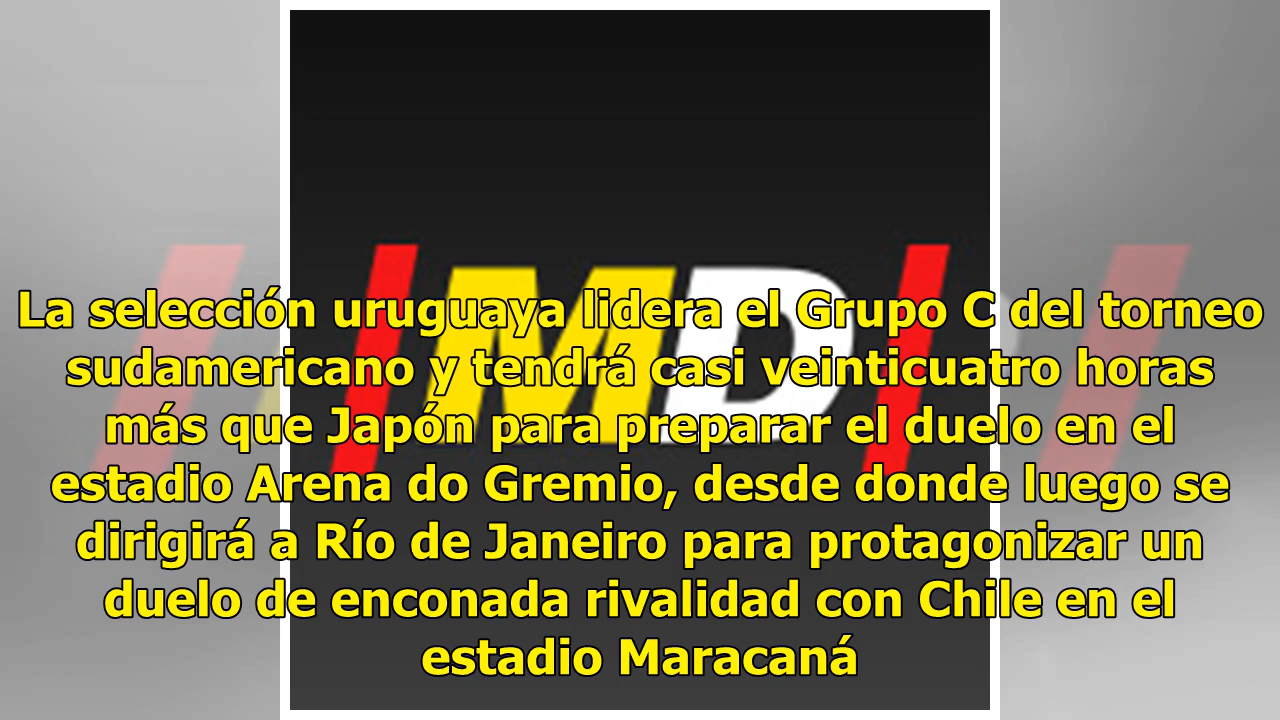 MD
La selección uruguaya lidera el Grupo C del torneo
sudamericano y tendrá casi veinticuatro horas
más que Japón para preparar el duelo en el
estadio Arena do Gremio, desde donde luego se
dirigirá a Río de Janeiro para protagonizar un
duelo de enconada rivalidad con Chile en el
estadio Maracaná